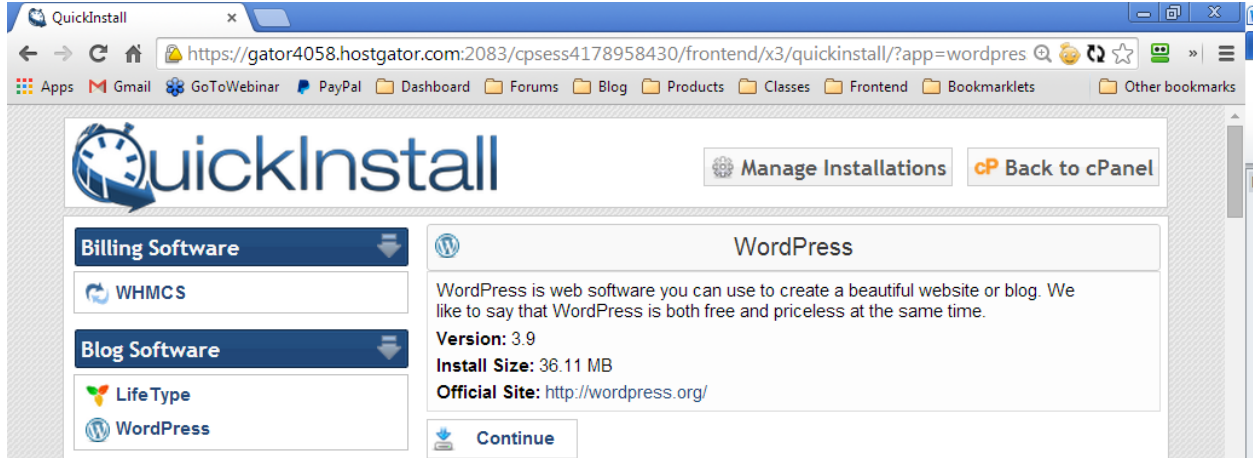 QuickInstall
https://gator4058.hostgator.com:2083/cpsess4178958430/frontend/x3/quickinstall/?app=wordpres
Apps Gmail GoToWebinar PayPal Dashboard Forums Blog Products Classes Frontend Bookmarklets Other bookmarks
QuickInstall
Manage Installations
cP Back to cPanel
Billing Software
WHMCS
Blog Software
LifeType
WordPress
WordPress
WordPress is web software you can use to create a beautiful website or blog. We
like to say that WordPress is both free and priceless at the same time.
Version: 3.9
Install Size: 36.11 MB
Official Site: http://wordpress.org/
Continue